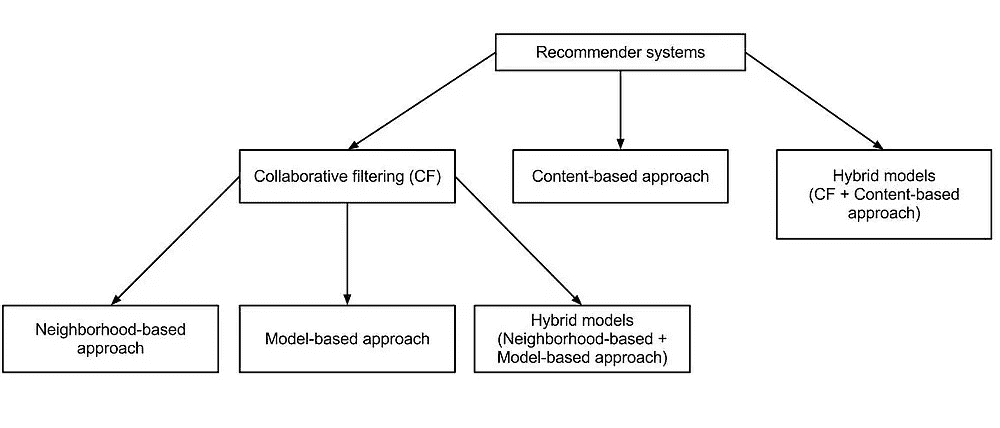 Recommender systems
Collaborative filtering (CF)
Content-based approach
Hybrid models
(CF + Content-based
approach)
Neighborhood-based
approach
Model-based approach
Hybrid models
(Neighborhood-based +
Model-based approach)